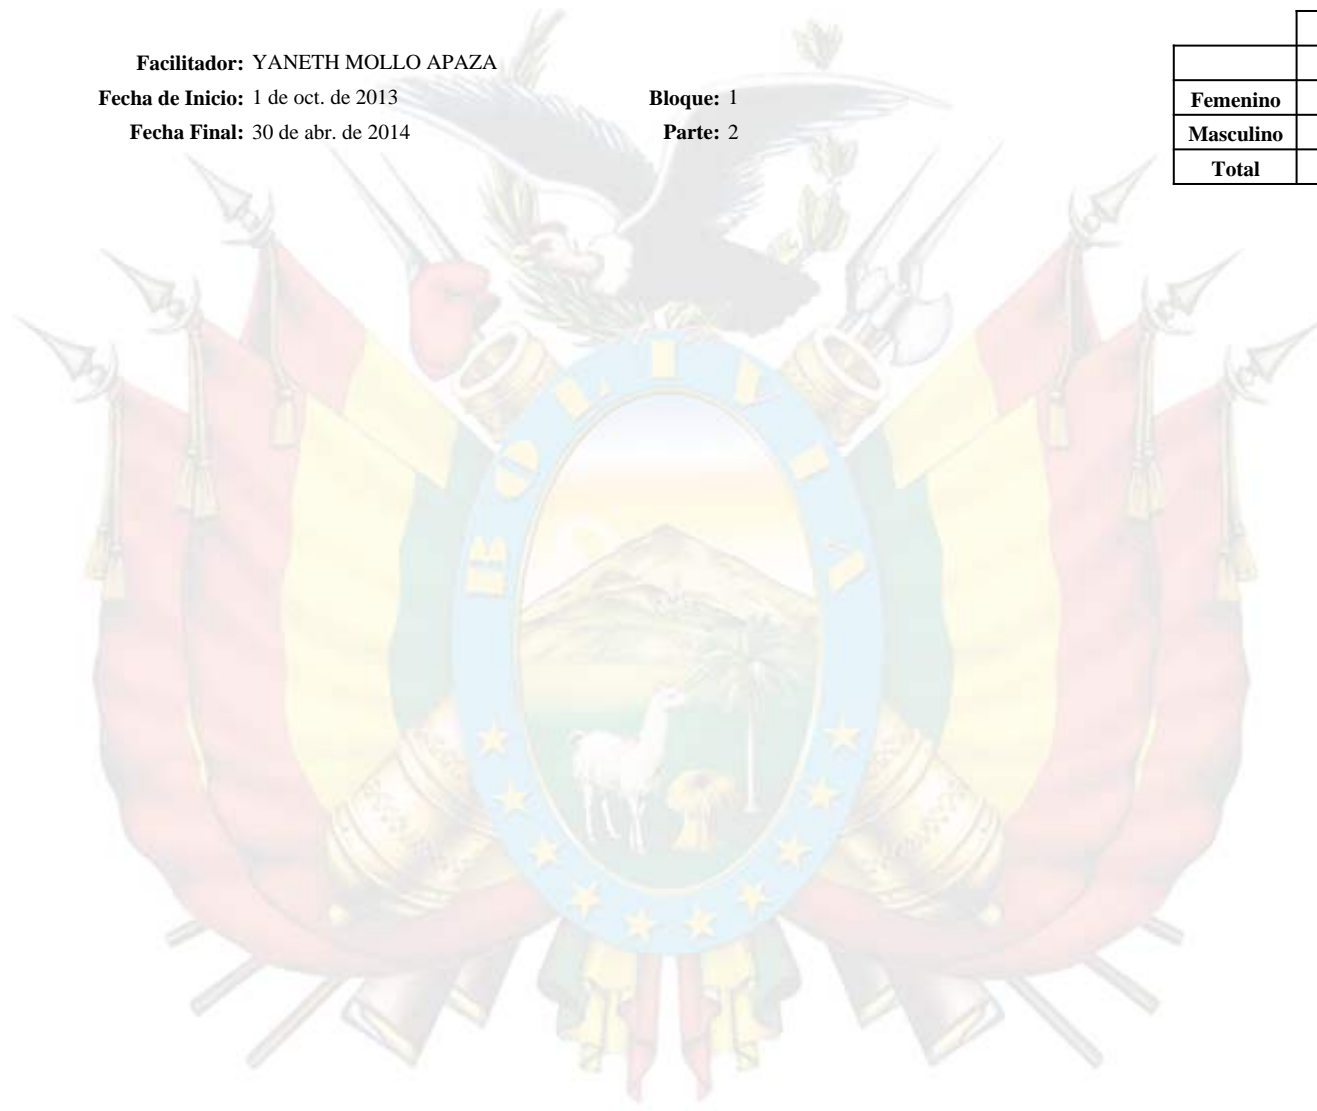 Facilitador: YANETH MOLLO APAZA
Fecha de Inicio: 1 de oct. de 2013 Bloque: 1
Fecha Final: 30 de abr. de 2014 Parte: 2
Femenino
Masculino
Total
BOLIVIA